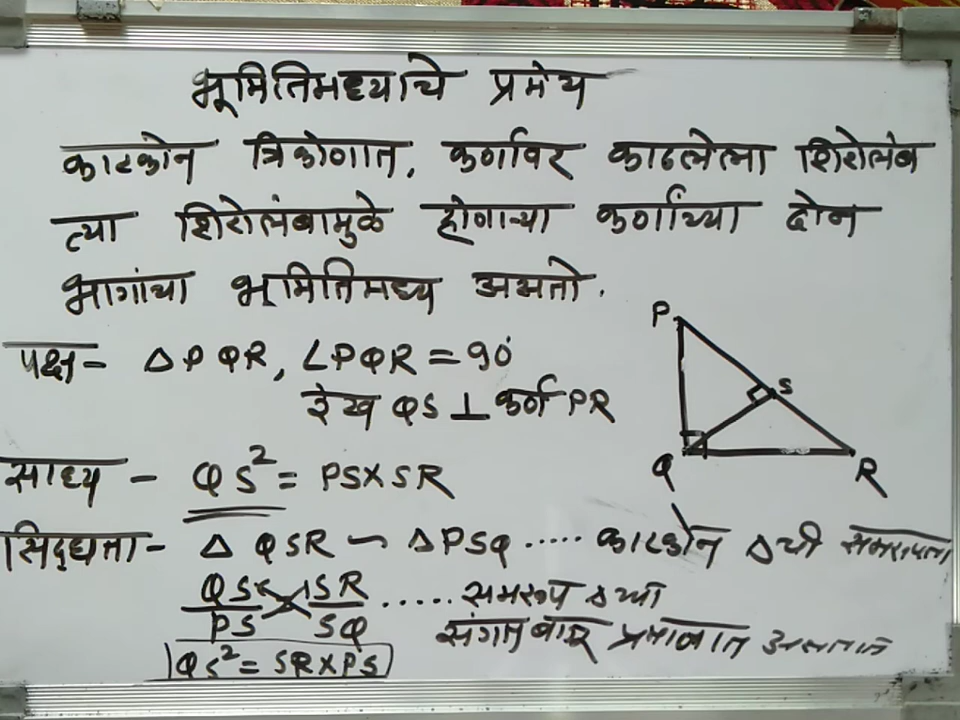 भूमितिमध्याचे प्रमेय
काटकोन त्रिकोणात, कर्णावर काढलेला शिरोलंब
त्या शिरोलंबामुळे होणाऱ्या कर्णाच्या दोन
भागांचा भूमितिमध्य असतो.
पक्ष- △PQR, ∠PQR = 90°
रेख QS ⊥ कर्ण PR
साध्य - QS² = PS×SR
सिद्धता- △QSR ~ △PSQ ..... काटकोन △ची समरूपता
QS/PS = SR/SQ ..... समरूप △च्या
संगत बाजू प्रमाणात असतात
QS² = SR×PS
P
S
Q
R